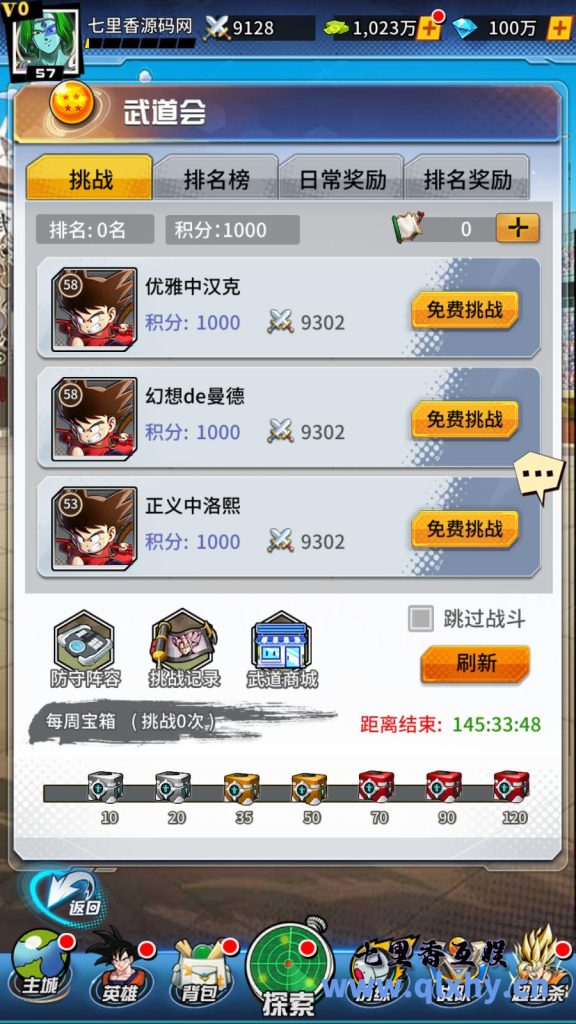 V0
七里香源码网
9128
1,023万
100万
57
武道会
挑战
排名榜
日常奖励
排名奖励
排名:0名
积分:1000
0
58
优雅中汉克
积分: 1000
9302
免费挑战
58
幻想de曼德
积分: 1000
9302
免费挑战
53
正义中洛熙
积分: 1000
9302
免费挑战
防守阵容
挑战记录
武道商城
跳过战斗
刷新
每周宝箱 (挑战0次)
距离结束: 145:33:48
10
20
35
50
70
90
120
返回
主城
英雄
背包
探索
七里香互娱
www.qlxhy.cn